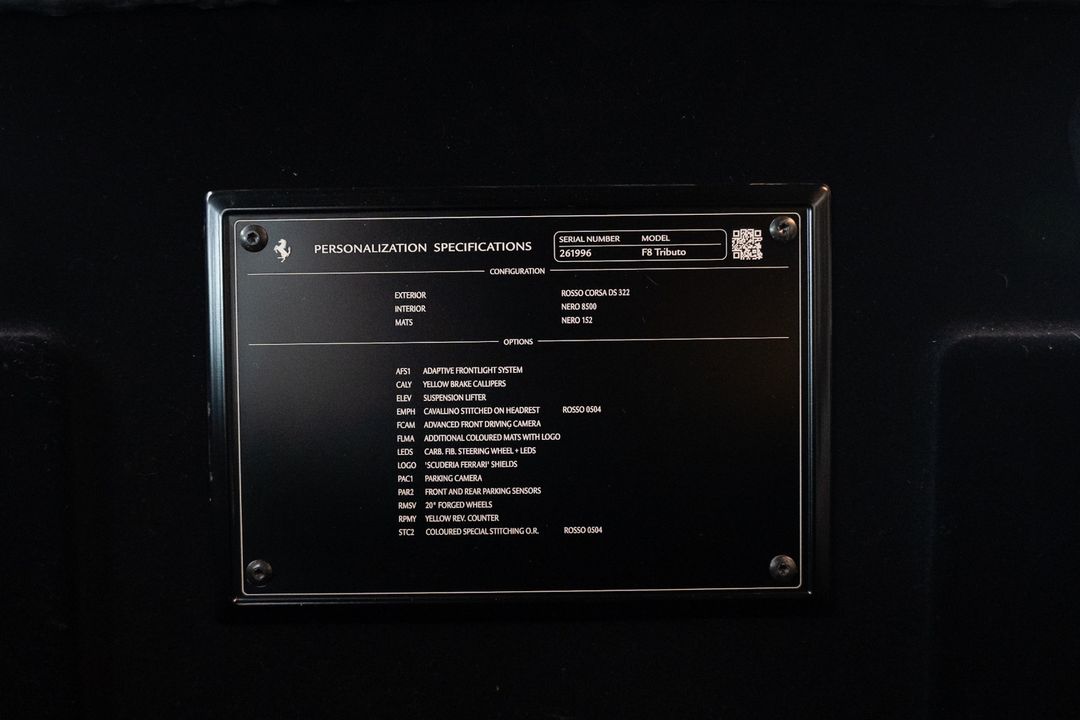 PERSONALIZATION SPECIFICATIONS
SERIAL NUMBER MODEL
261996 F8 Tributo
CONFIGURATION
EXTERIOR ROSSO CORSA DS 322
INTERIOR NERO 8500
MATS NERO 152
OPTIONS
AFS1 ADAPTIVE FRONTLIGHT SYSTEM
CALY YELLOW BRAKE CALLIPERS
ELEV SUSPENSION LIFTER
EMPH CAVALLINO STITCHED ON HEADREST ROSSO 0504
FCAM ADVANCED FRONT DRIVING CAMERA
FLMA ADDITIONAL COLOURED MATS WITH LOGO
LEDS CARB. FIB. STEERING WHEEL + LEDS
LOGO 'SCUDERIA FERRARI' SHIELDS
PAC1 PARKING CAMERA
PAR2 FRONT AND REAR PARKING SENSORS
RMSV 20" FORGED WHEELS
RPMY YELLOW REV. COUNTER
STC2 COLOURED SPECIAL STITCHING O.R. ROSSO 0504